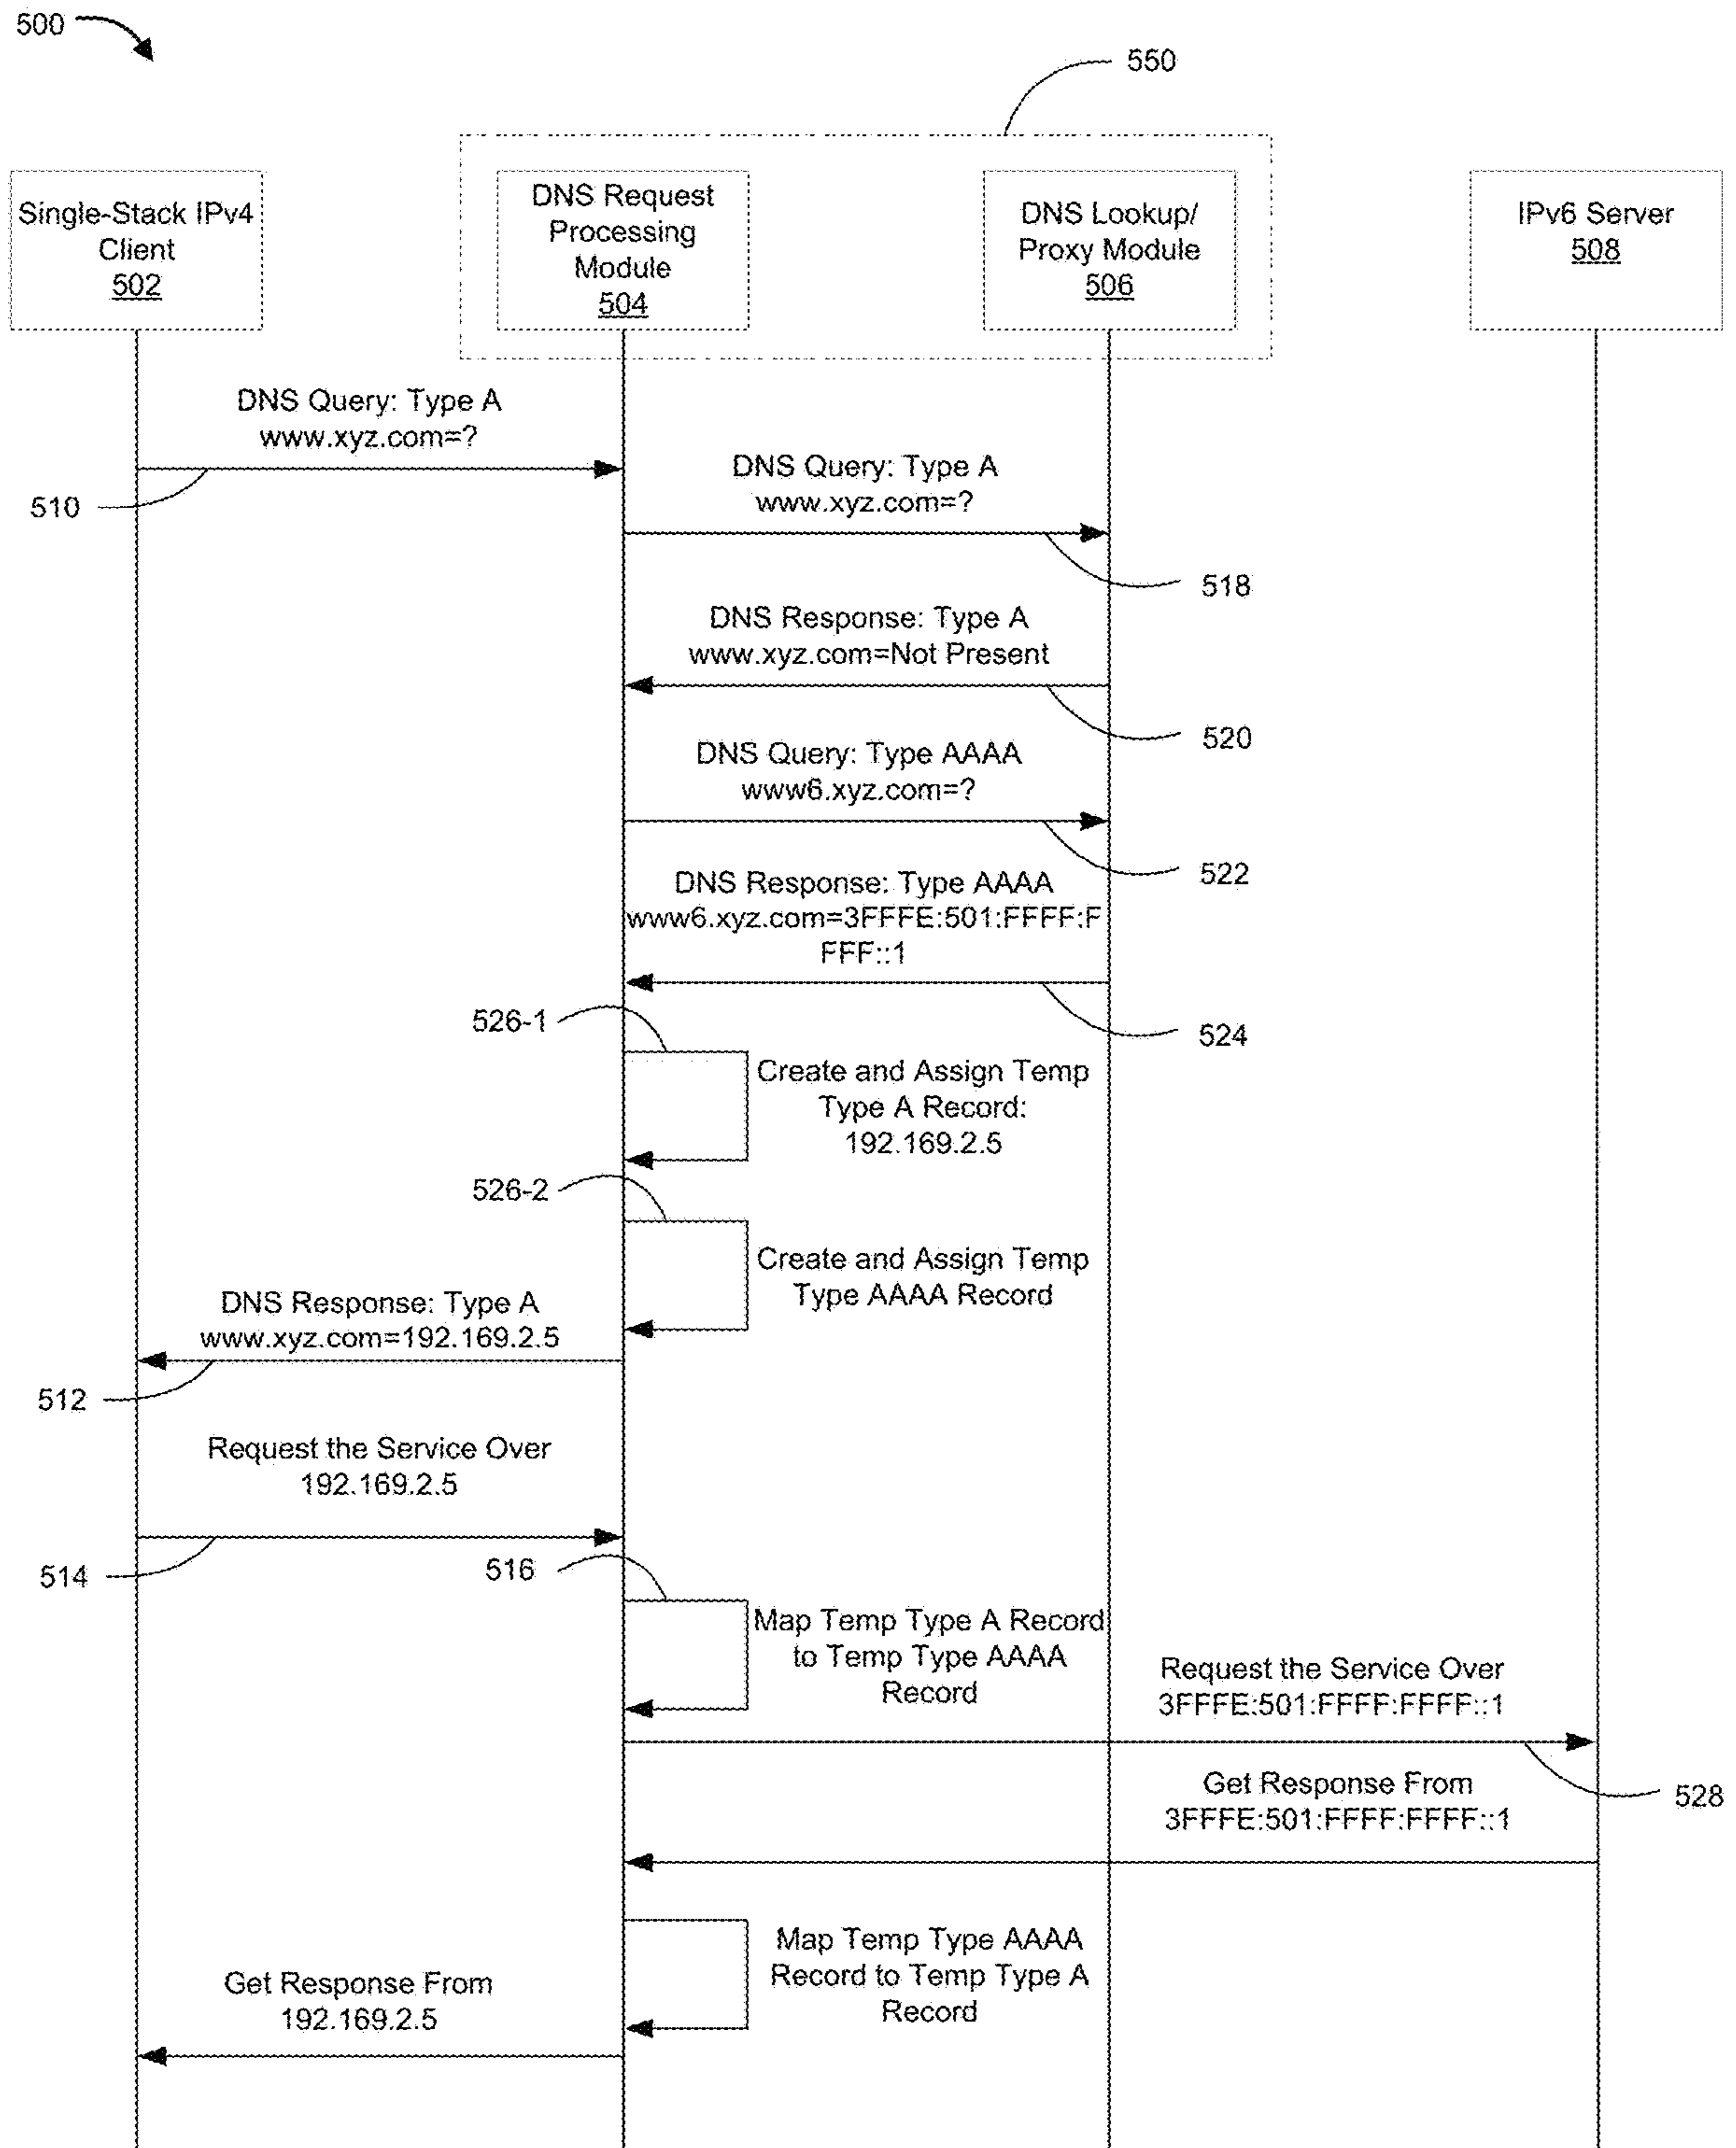 500
550
Single-Stack IPv4
Client
502
DNS Request
Processing
Module
504
DNS Lookup/
Proxy Module
506
IPv6 Server
508
DNS Query: Type A
www.xyz.com=?
510
DNS Query: Type A
www.xyz.com=?
518
DNS Response: Type A
www.xyz.com=Not Present
520
DNS Query: Type AAAA
www6.xyz.com=?
522
DNS Response: Type AAAA
www6.xyz.com=3FFFE:501:FFFF:F
FFF::1
524
526-1
Create and Assign Temp
Type A Record:
192.169.2.5
526-2
Create and Assign Temp
Type AAAA Record
DNS Response: Type A
www.xyz.com=192.169.2.5
512
Request the Service Over
192.169.2.5
514
516
Map Temp Type A Record
to Temp Type AAAA
Record
Request the Service Over
3FFFE:501:FFFF:FFFF::1
528
Get Response From
3FFFE:501:FFFF:FFFF::1
Map Temp Type AAAA
Record to Temp Type A
Record
Get Response From
192.169.2.5